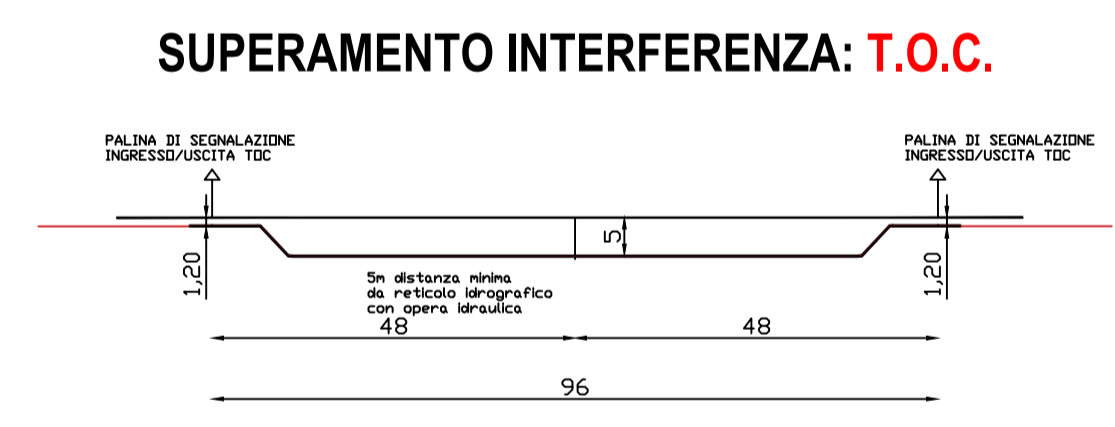 SUPERAMENTO INTERFERENZA: T.O.C.
PALINA DI SEGNALAZIONE
INGRESSO/USCITA TOC
PALINA DI SEGNALAZIONE
INGRESSO/USCITA TOC
1,20
5
1,20
5m distanza minima
da reticolo idrografico
con opera idraulica
48
48
96